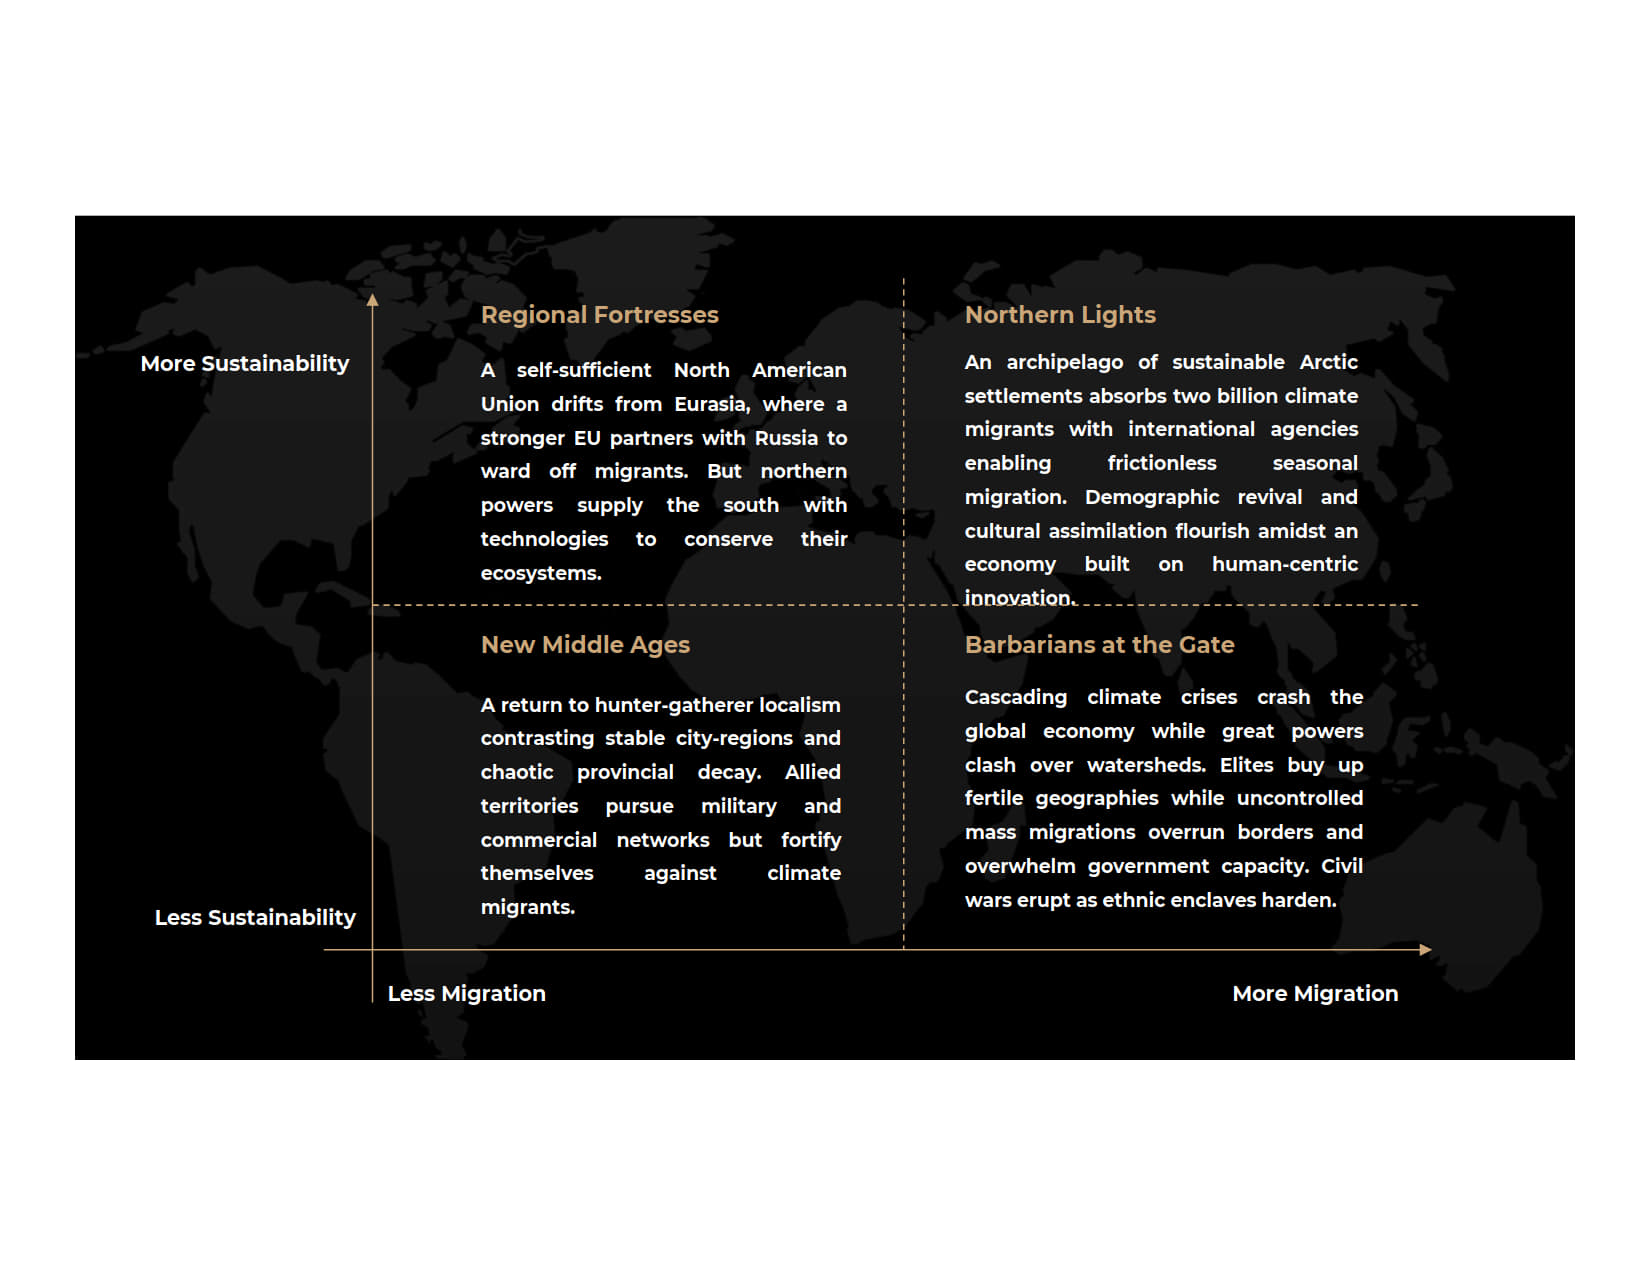 More Sustainability
Regional Fortresses
A self-sufficient North American
Union drifts from Eurasia, where a
stronger EU partners with Russia to
ward off migrants. But northern
powers supply the south with
technologies to conserve their
ecosystems.
Northern Lights
An archipelago of sustainable Arctic
settlements absorbs two billion climate
migrants with international agencies
enabling frictionless seasonal
migration. Demographic revival and
cultural assimilation flourish amidst an
economy built on human-centric
innovation.
New Middle Ages
A return to hunter-gatherer localism
contrasting stable city-regions and
chaotic provincial decay. Allied
territories pursue military and
commercial networks but fortify
themselves against climate
migrants.
Barbarians at the Gate
Cascading climate crises crash the
global economy while great powers
clash over watersheds. Elites buy up
fertile geographies while uncontrolled
mass migrations overrun borders and
overwhelm government capacity. Civil
wars erupt as ethnic enclaves harden.
Less Sustainability
Less Migration
More Migration